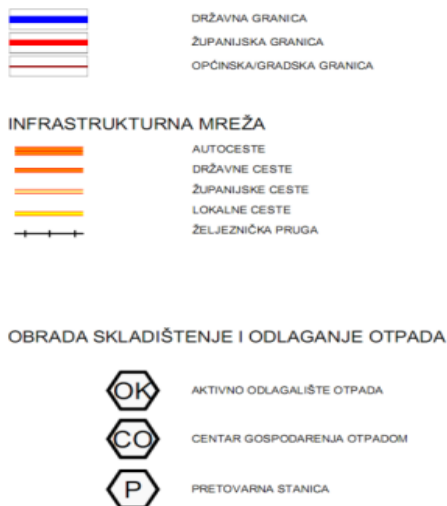 DRŽAVNA GRANICA
ŽUPANIJSKA GRANICA
OPĆINSKA/GRADSKA GRANICA
INFRASTRUKTURNA MREŽA
AUTOCESTE
DRŽAVNE CESTE
ŽUPANIJSKE CESTE
LOKALNE CESTE
ŽELJEZNIČKA PRUGA
OBRADA SKLADIŠTENJE I ODLAGANJE OTPADA
OK AKTIVNO ODLAGALIŠTE OTPADA
CO CENTAR GOSPODARENJA OTPADOM
P PRETOVARNA STANICA